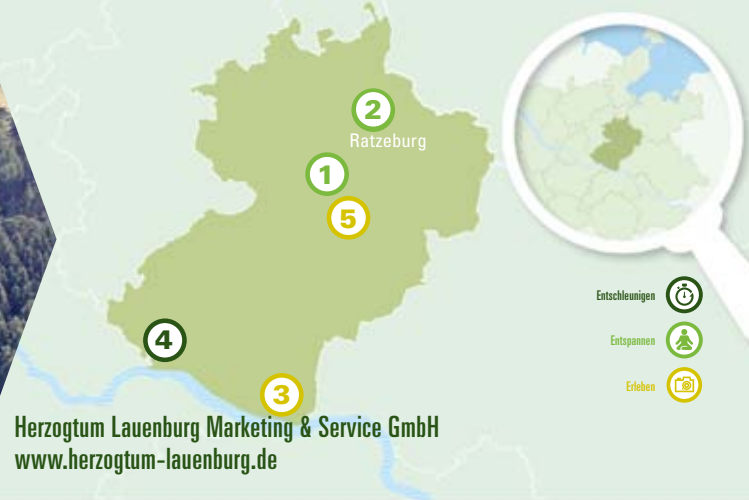 2
Ratzeburg
1
5
4
3
Entschleunigen
Entspannen
Erleben
Herzogtum Lauenburg Marketing & Service GmbH
www.herzogtum-lauenburg.de